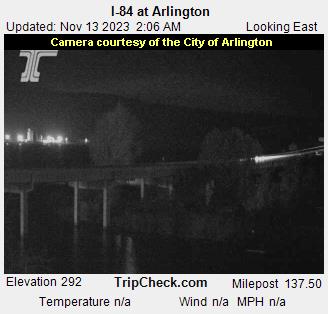 I-84 at Arlington
Updated: Nov 13 2023 2:06 AM Looking East
Camera courtesy of the City of Arlington
Elevation 292 TripCheck.com Milepost 137.50
Temperature n/a Wind n/a MPH n/a